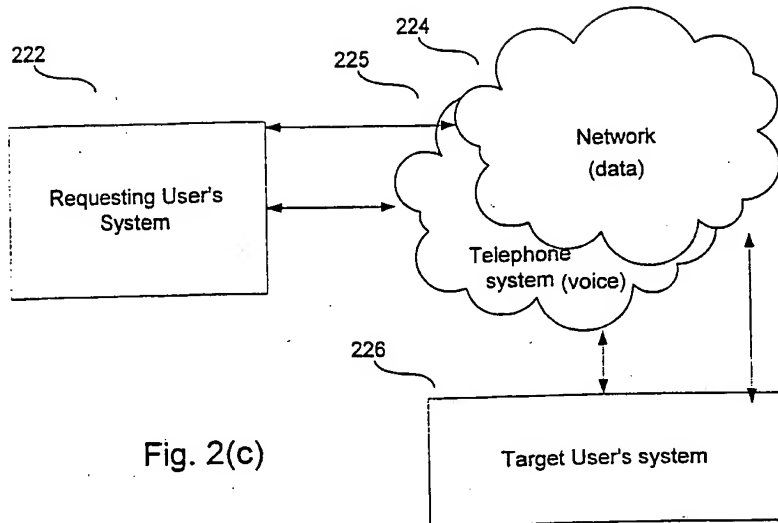 222
224
225
Network
(data)
Requesting User's
System
Telephone
system (voice)
226
Fig. 2(c)
Target User's system